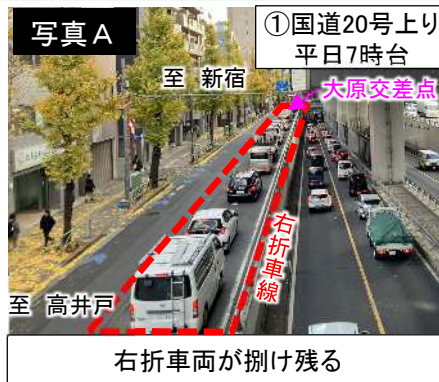 写真A
①国道20号上り
平日7時台
至 新宿
大原交差点
右折車線
至 高井戸
右折車両が捌け残る